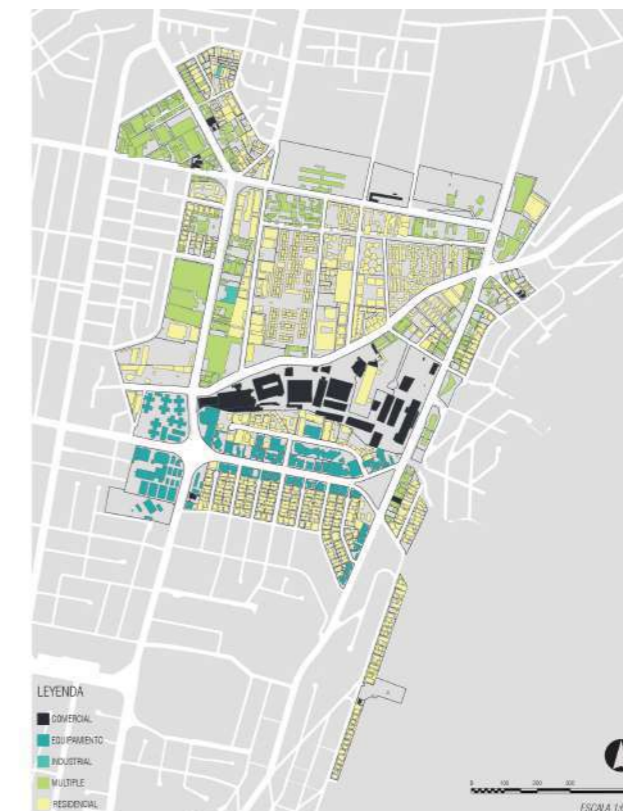 LEYENDA
COMERCIAL
EQUIPAMIENTO
INDUSTRIAL
MULTIPLE
RESIDENCIAL
0 100 200 300